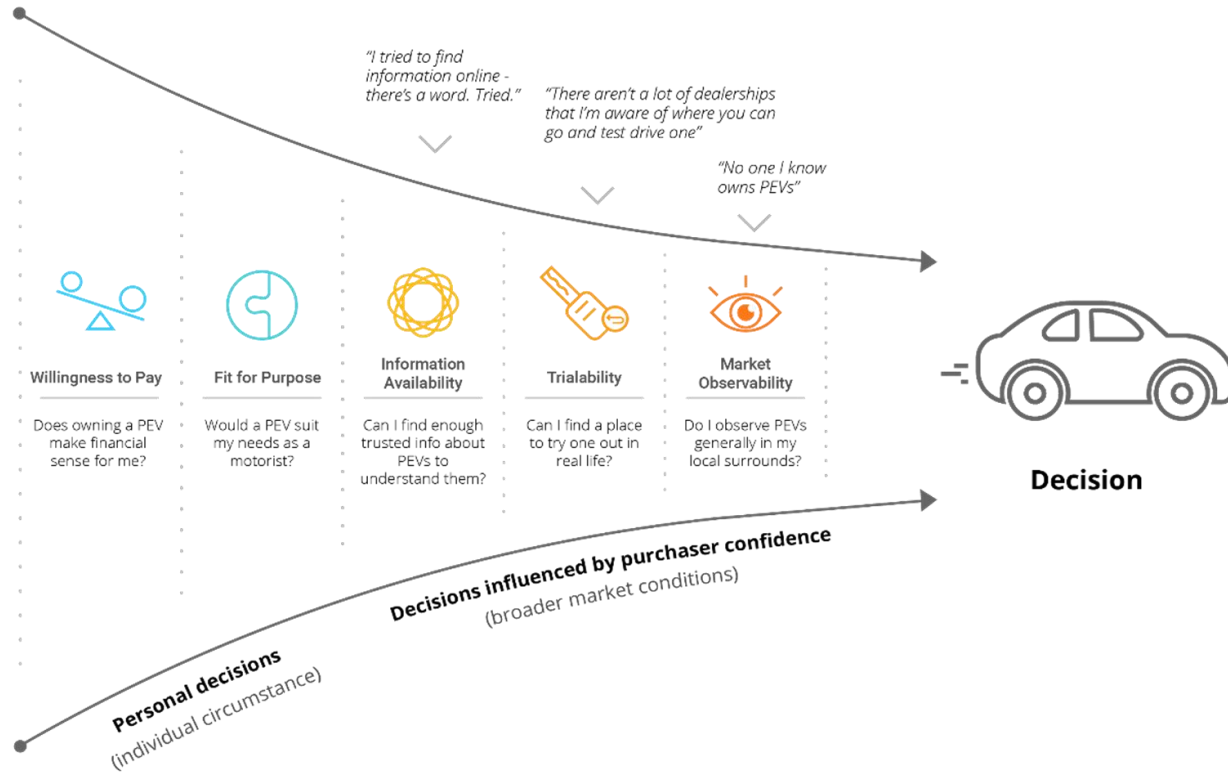 “I tried to find
information online -
there’s a word. Tried.”
“There aren’t a lot of dealerships
that I’m aware of where you can
go and test drive one”
“No one I know
owns PEVs”
Willingness to Pay
Does owning a PEV
make financial
sense for me?
Fit for Purpose
Would a PEV suit
my needs as a
motorist?
Information
Availability
Can I find enough
trusted info about
PEVs to
understand them?
Trialability
Can I find a place
to try one out in
real life?
Market
Observability
Do I observe PEVs
generally in my
local surrounds?
Decision
Personal decisions
(individual circumstance)
Decisions influenced by purchaser confidence
(broader market conditions)